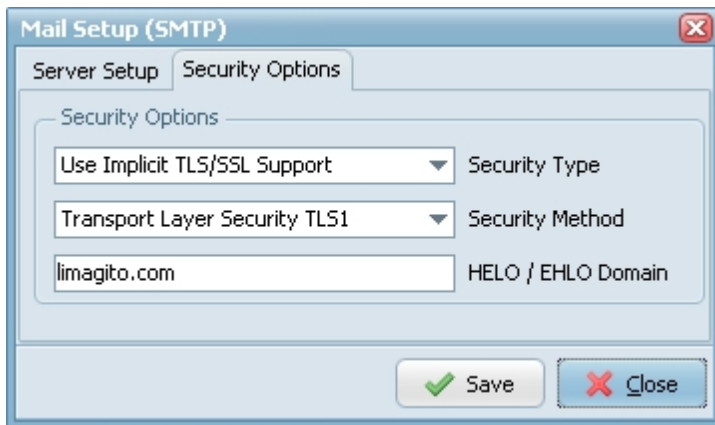 Mail Setup (SMTP)
Server Setup Security Options
Security Options
Use Implicit TLS/SSL Support Security Type
Transport Layer Security TLS1 Security Method
limagito.com HELO / EHLO Domain
Save Close